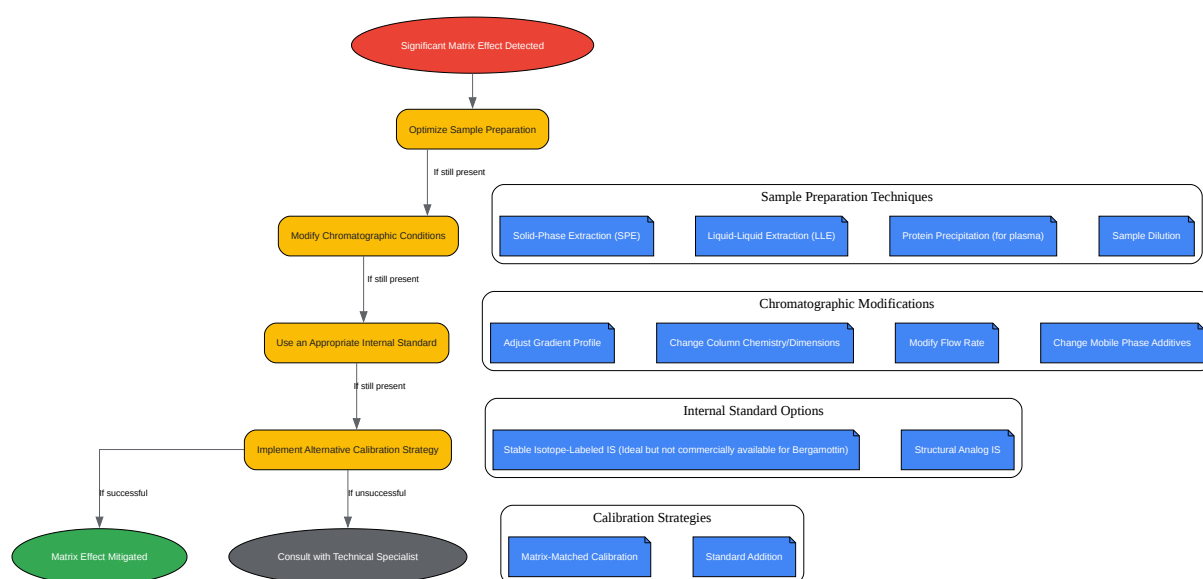 Significant Matrix Effect Detected
Optimize Sample Preparation
If still present
Sample Preparation Techniques
Solid-Phase Extraction (SPE)
Liquid-Liquid Extraction (LLE)
Protein Precipitation (for plasma)
Sample Dilution
Modify Chromatographic Conditions
If still present
Chromatographic Modifications
Adjust Gradient Profile
Change Column Chemistry/Dimensions
Modify Flow Rate
Change Mobile Phase Additives
Use an Appropriate Internal Standard
If still present
Internal Standard Options
Stable Isotope-Labeled IS (Ideal but not commercially available for Bergamottin)
Structural Analog IS
Implement Alternative Calibration Strategy
If successful
If unsuccessful
Calibration Strategies
Matrix-Matched Calibration
Standard Addition
Matrix Effect Mitigated
Consult with Technical Specialist